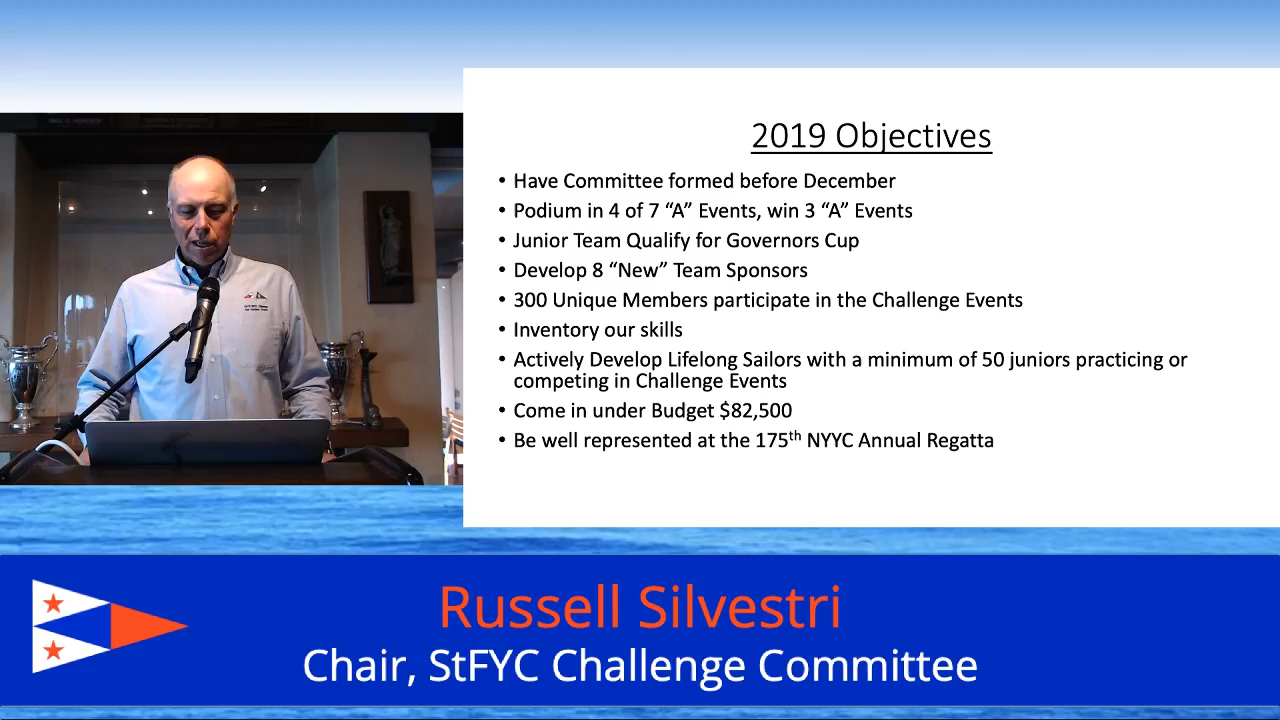 2019 Objectives
• Have Committee formed before December
• Podium in 4 of 7 “A” Events, win 3 “A” Events
• Junior Team Qualify for Governors Cup
• Develop 8 “New” Team Sponsors
• 300 Unique Members participate in the Challenge Events
• Inventory our skills
• Actively Develop Lifelong Sailors with a minimum of 50 juniors practicing or
competing in Challenge Events
• Come in under Budget $82,500
• Be well represented at the 175th NYYC Annual Regatta
Russell Silvestri
Chair, StFYC Challenge Committee